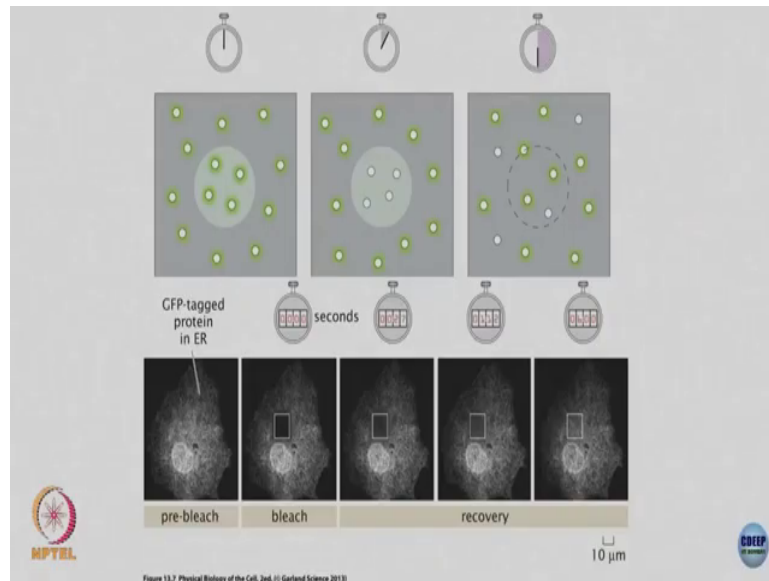 GFP-tagged
protein
in ER
seconds
pre-bleach
bleach
recovery
10 μm
NPTEL
CDEEP
Figure 13.7 Physical Biology of the Cell, 2ed. (© Garland Science 2013)